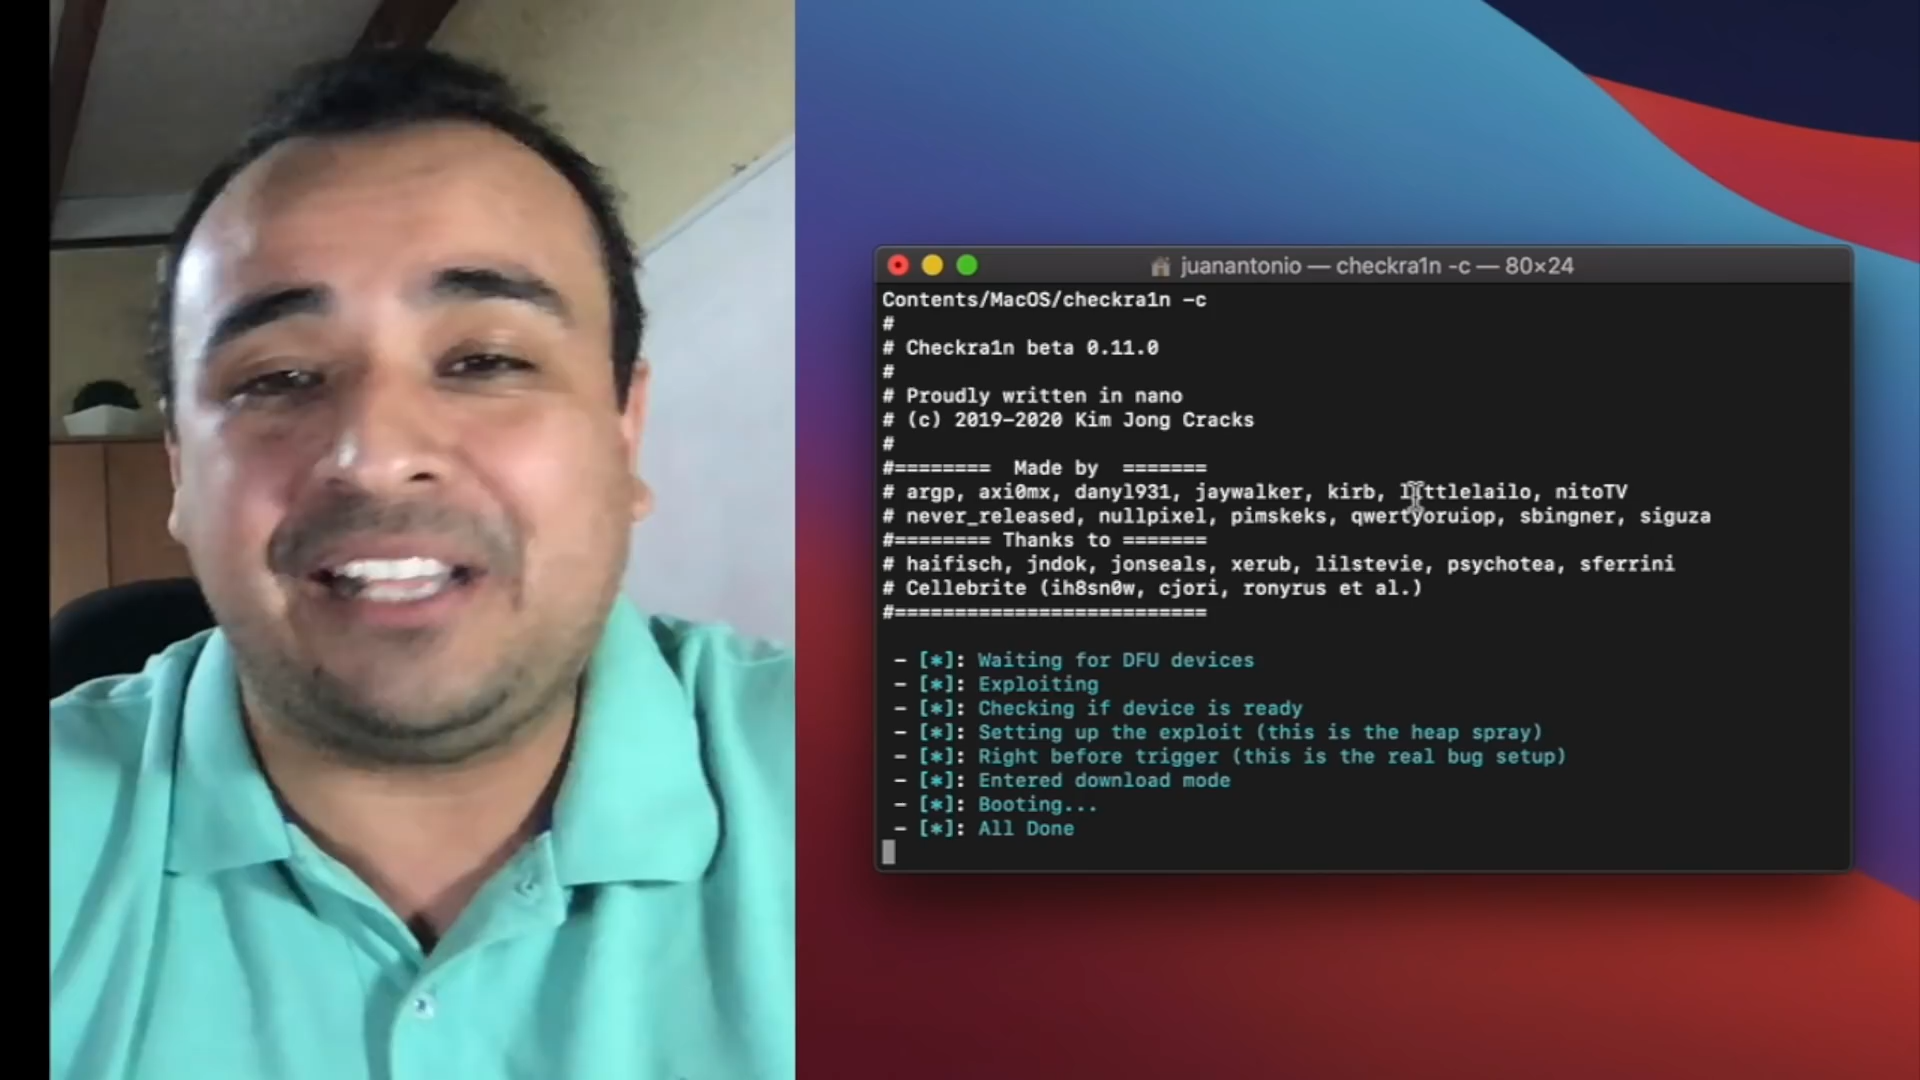 juanantonio — checkra1n -c — 80×24
Contents/MacOS/checkra1n -c
#
# Checkra1n beta 0.11.0
#
# Proudly written in nano
# (c) 2019-2020 Kim Jong Cracks
#
#======== Made by =======
# argp, axi0mx, danyl931, jaywalker, kirb, littlelailo, nitoTV
# never_released, nullpixel, pimskeks, qwertyoruiop, sbingner, siguza
#======== Thanks to =======
# haifisch, jndok, jonseals, xerub, lilstevie, psychotea, sferrini
# Cellebrite (ih8sn0w, cjori, ronyrus et al.)
#==========================
- [*]: Waiting for DFU devices
- [*]: Exploiting
- [*]: Checking if device is ready
- [*]: Setting up the exploit (this is the heap spray)
- [*]: Right before trigger (this is the real bug setup)
- [*]: Entered download mode
- [*]: Booting...
- [*]: All Done